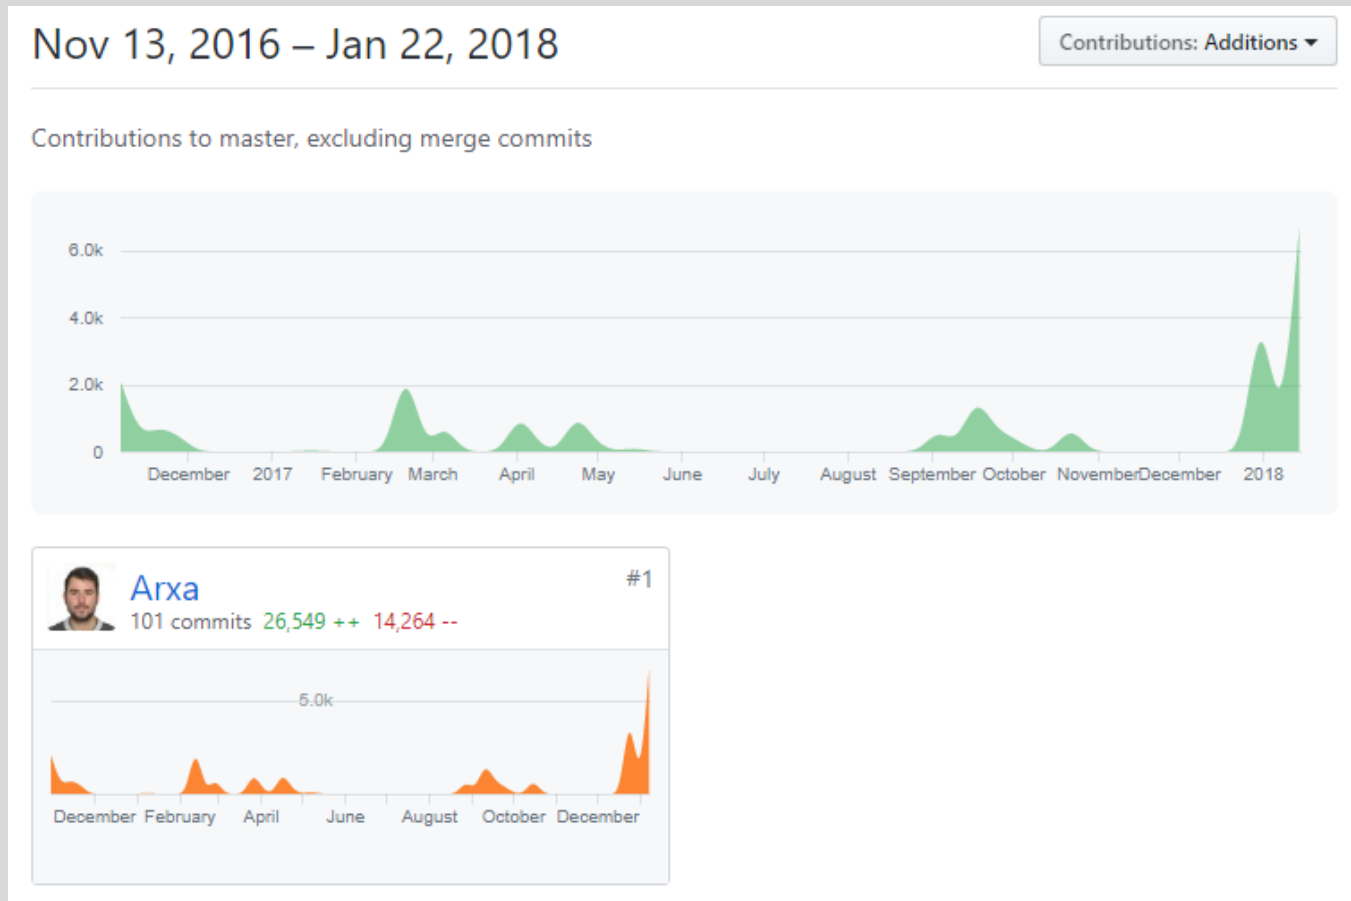 Nov 13, 2016 – Jan 22, 2018
Contributions: Additions
Contributions to master, excluding merge commits
6.0k
4.0k
2.0k
0
December 2017 February March April May June July August September October November December 2018
Arxa
#1
101 commits 26,549 ++ 14,264 --
5.0k
December February April June August October December